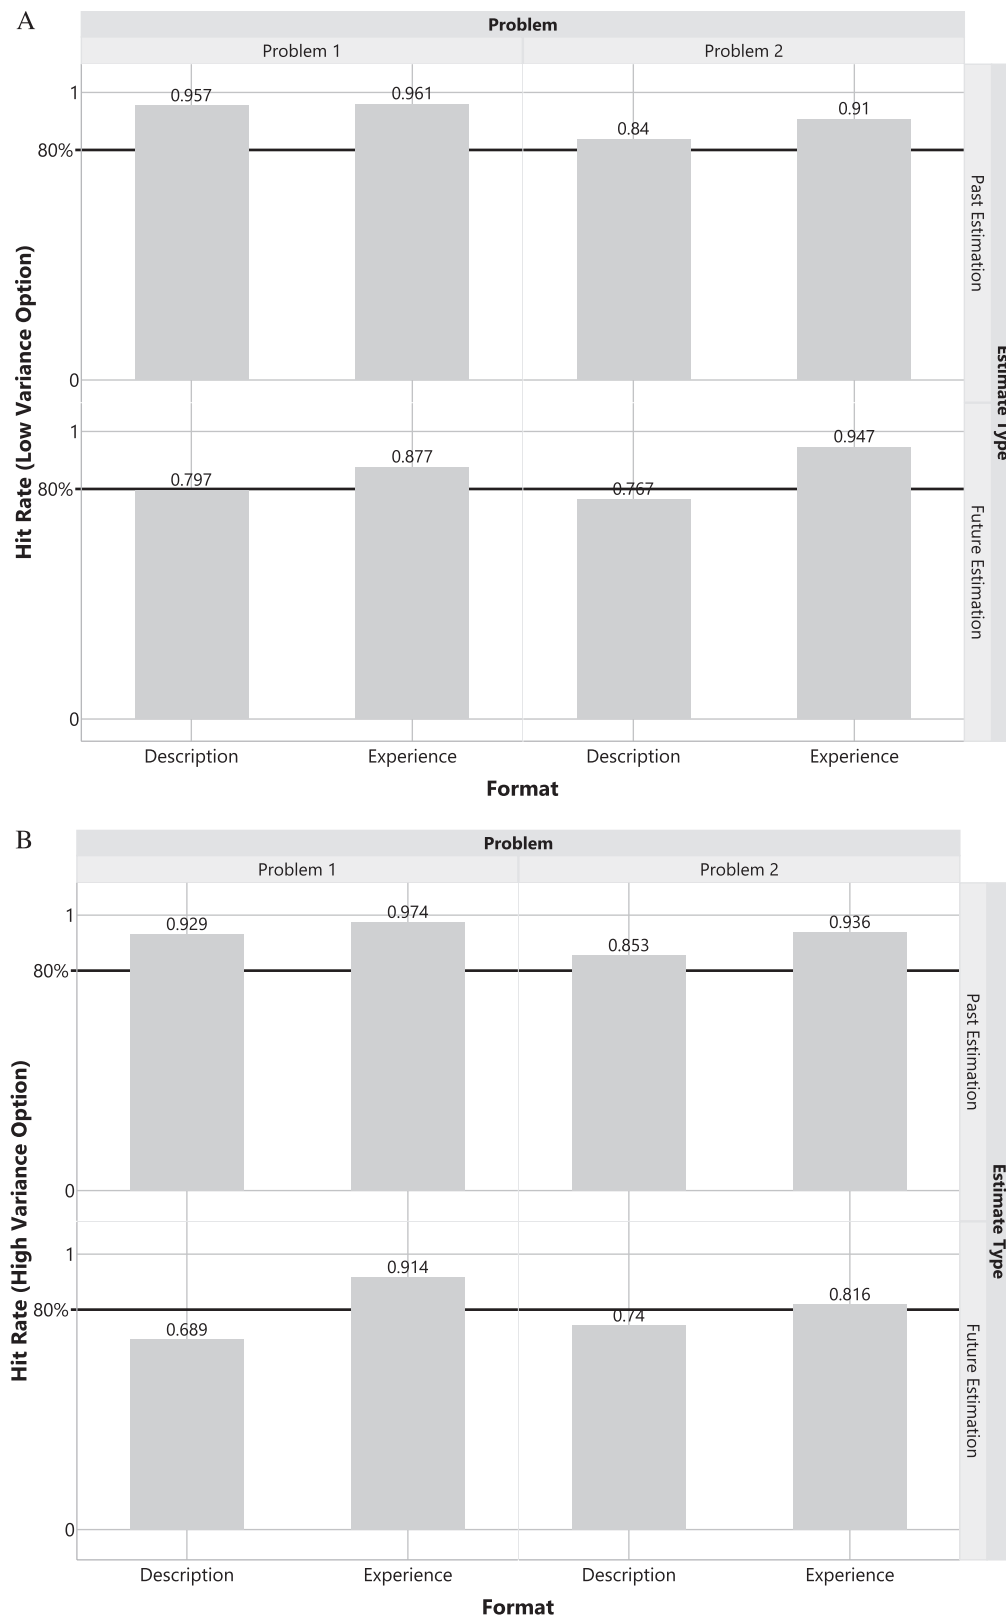 A
Problem
Problem 1
Problem 2
1
0.957
0.961
0.84
0.91
80%
0
Past Estimation
1
0.797
0.877
0.767
0.947
80%
0
Future Estimation
Estimate Type
Hit Rate (Low Variance Option)
Description
Experience
Description
Experience
Format
B
Problem
Problem 1
Problem 2
1
0.929
0.974
0.853
0.936
80%
0
Past Estimation
1
0.689
0.914
0.74
0.816
80%
0
Future Estimation
Estimate Type
Hit Rate (High Variance Option)
Description
Experience
Description
Experience
Format